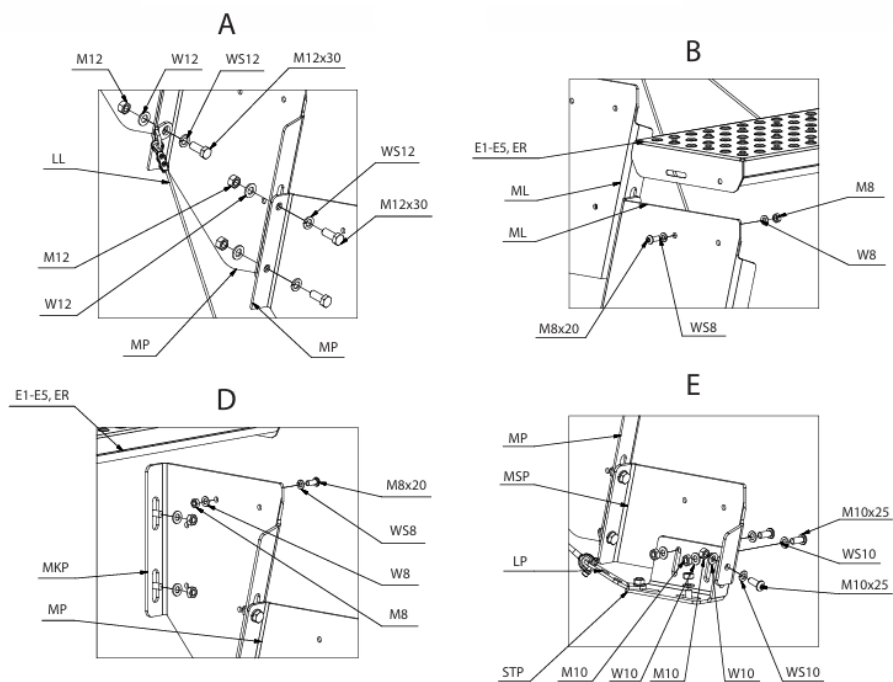 A
M12
W12
WS12
M12x30
LL
WS12
M12x30
M12
W12
MP
MP
B
E1-E5, ER
ML
ML
M8
W8
M8x20
WS8
D
E1-E5, ER
M8x20
WS8
W8
M8
MKP
MP
E
MP
MSP
M10x25
WS10
LP
M10x25
STP
M10
W10
M10
W10
WS10